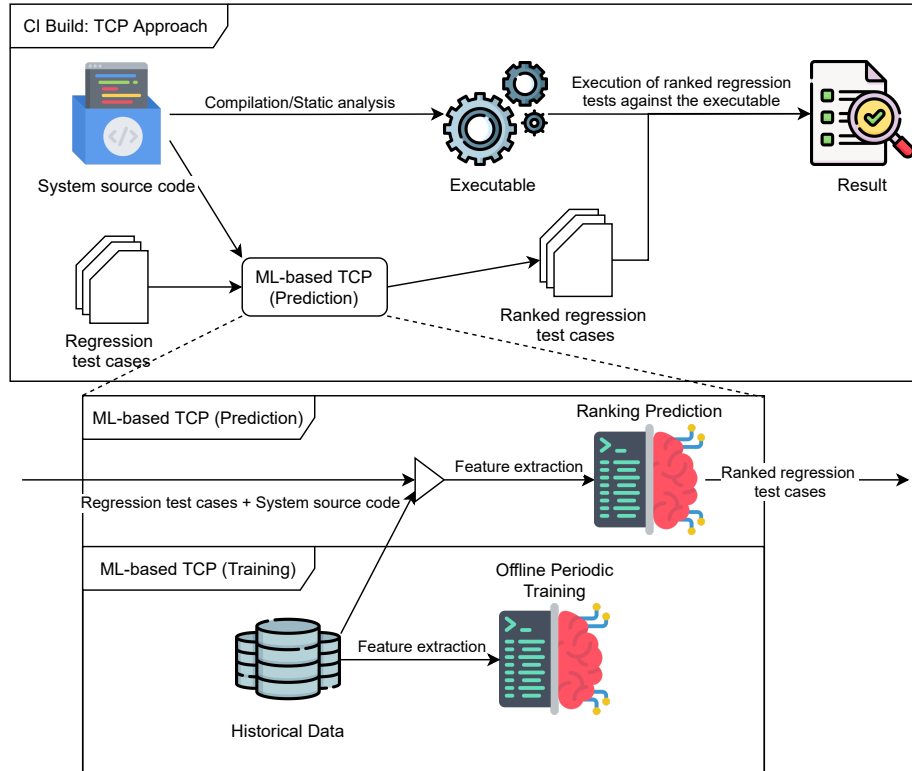 CI Build: TCP Approach
Compilation/Static analysis
Execution of ranked regression
tests against the executable
System source code
Executable
Result
ML-based TCP
(Prediction)
Regression
test cases
Ranked regression
test cases
ML-based TCP (Prediction)
Ranking Prediction
Feature extraction
Regression test cases + System source code
Ranked regression
test cases
ML-based TCP (Training)
Offline Periodic
Training
Feature extraction
Historical Data